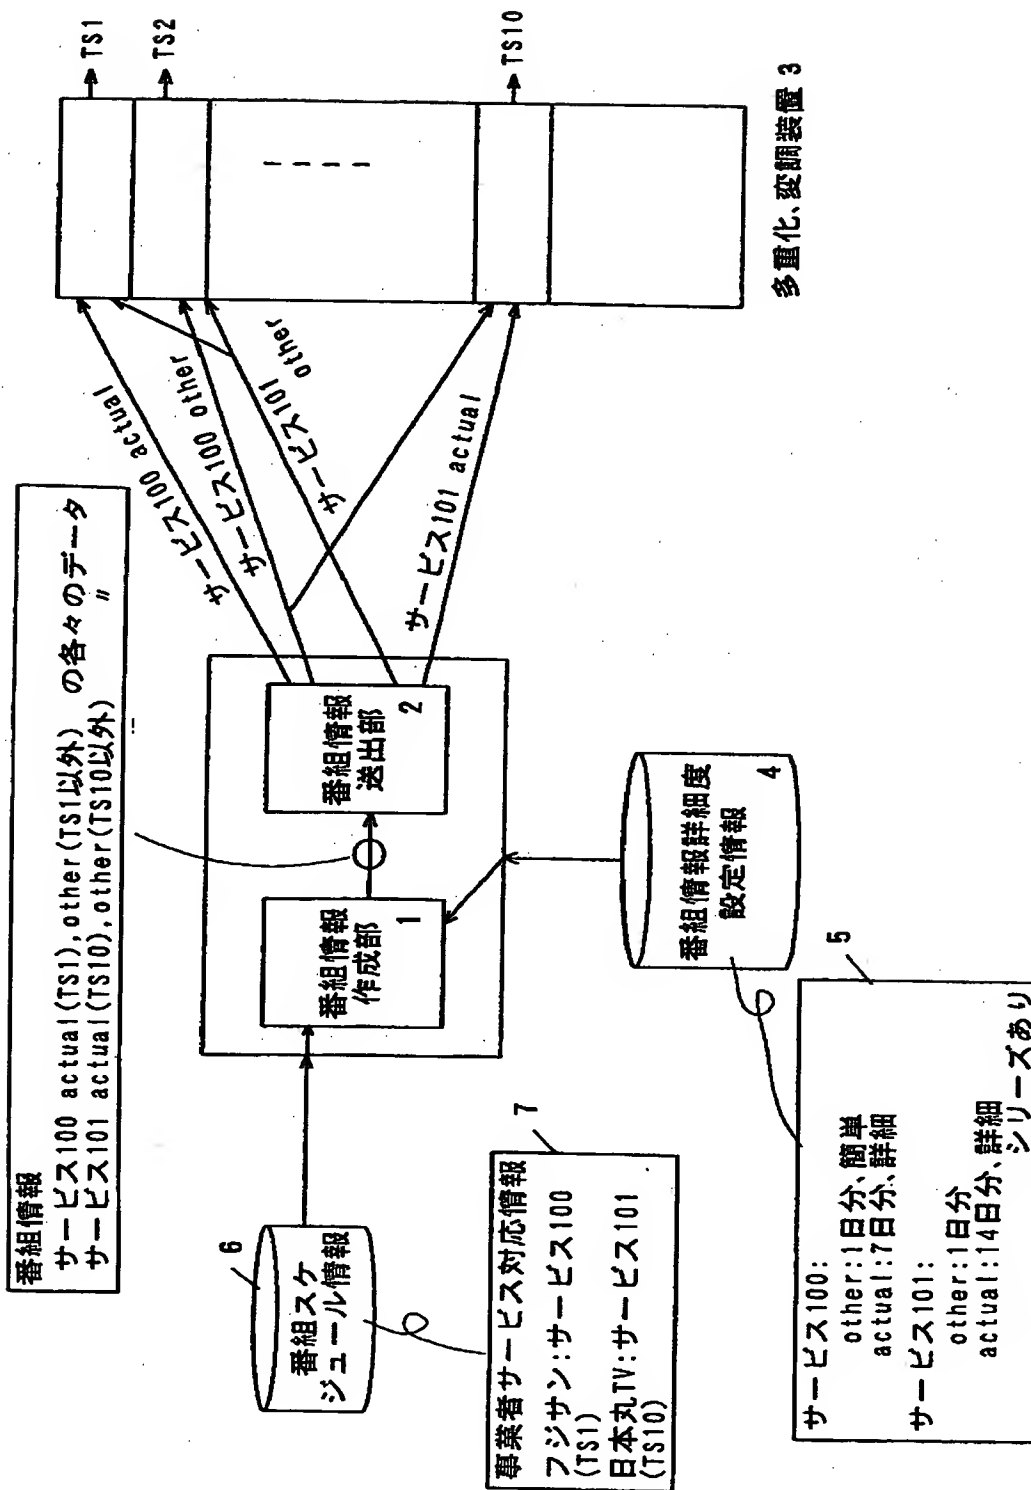 番組情報
サービス100 actual(TS1),other(TS1以外) の各々のデータ
サービス101 actual(TS10),other(TS10以外) 〃
6
番組スケ
ジュール情報
7
事業者サービス対応情報
フジサン:サービス100
(TS1)
日本丸TV:サービス101
(TS10)
番組情報
作成部
1
番組情報
送出部
2
番組情報詳細度
設定情報
4
5
サービス100:
other:1日分、簡単
actual:7日分、詳細
サービス101:
other:1日分
actual:14日分、詳細
シリーズあり
サービス100 actual
サービス100 other
サービス101 other
サービス101 actual
TS1
TS2
TS10
多重化、変調装置 3